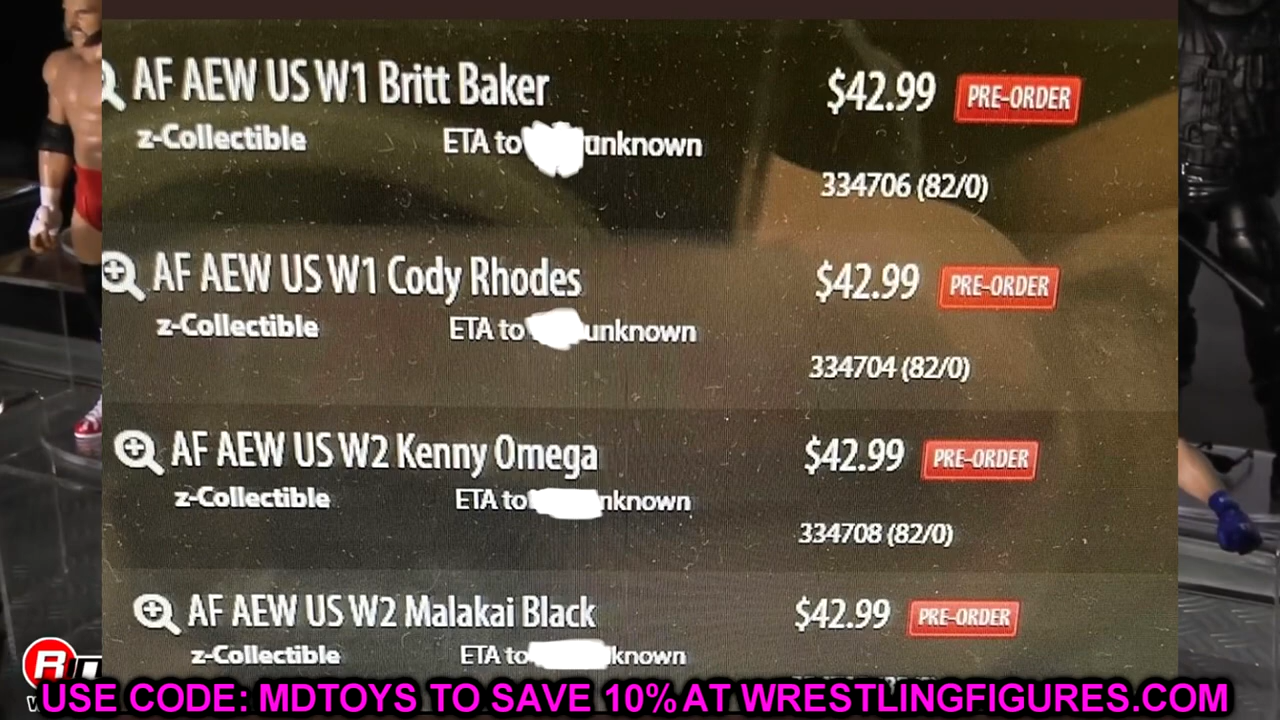 AF AEW US W1 Britt Baker
$42.99 PRE-ORDER
z-Collectible ETA to unknown
334706 (82/0)
AF AEW US W1 Cody Rhodes
$42.99 PRE-ORDER
z-Collectible ETA to unknown
334704 (82/0)
AF AEW US W2 Kenny Omega
$42.99 PRE-ORDER
z-Collectible ETA to nknown
334708 (82/0)
AF AEW US W2 Malakai Black
$42.99 PRE-ORDER
z-Collectible ETA to known
R
USE CODE: MDTOYS TO SAVE 10% AT WRESTLINGFIGURES.COM